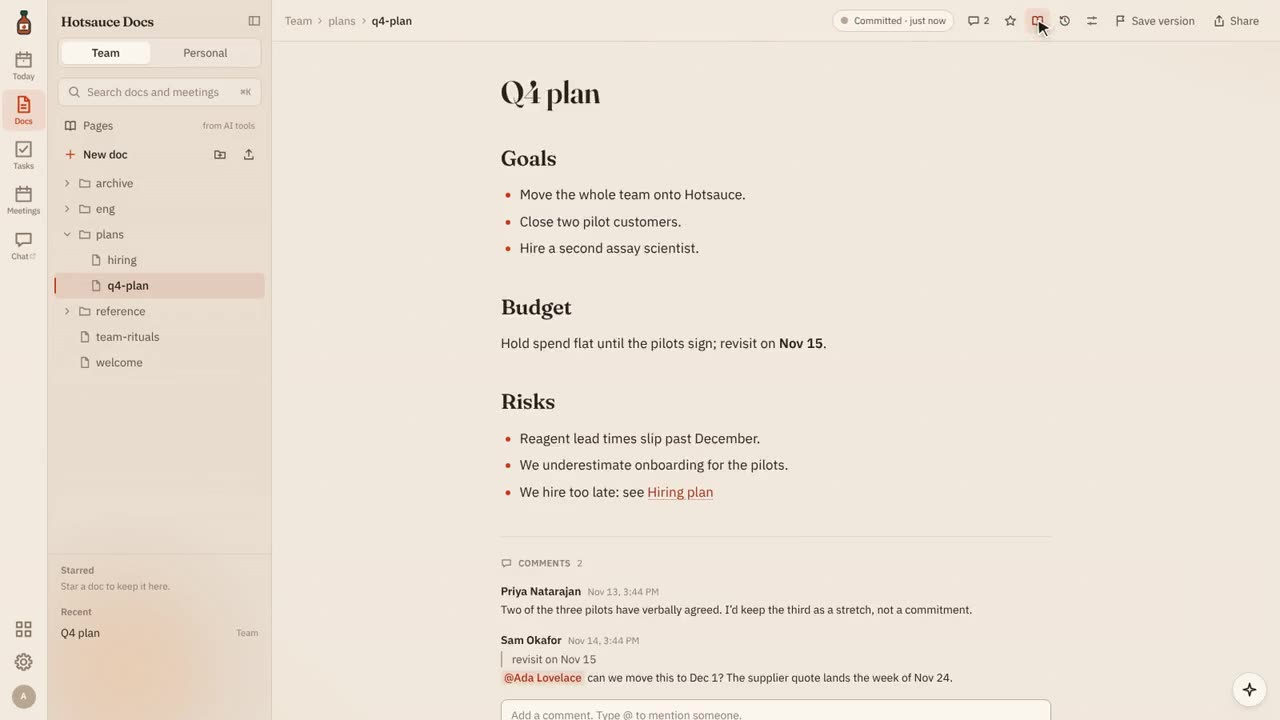 Hotsauce Docs
Team
Personal
Search docs and meetings ⌘K
Pages from AI tools
New doc
archive
eng
plans
hiring
q4-plan
reference
team-rituals
welcome
Starred
Star a doc to keep it here.
Recent
Q4 plan Team
Today
Docs
Tasks
Meetings
Chat
A
Team > plans > q4-plan
Committed · just now
2
Save version
Share
Q4 plan
Goals
• Move the whole team onto Hotsauce.
• Close two pilot customers.
• Hire a second assay scientist.
Budget
Hold spend flat until the pilots sign; revisit on Nov 15.
Risks
• Reagent lead times slip past December.
• We underestimate onboarding for the pilots.
• We hire too late: see Hiring plan
COMMENTS 2
Priya Natarajan Nov 13, 3:44 PM
Two of the three pilots have verbally agreed. I'd keep the third as a stretch, not a commitment.
Sam Okafor Nov 14, 3:44 PM
revisit on Nov 15
@Ada Lovelace can we move this to Dec 1? The supplier quote lands the week of Nov 24.
Add a comment. Type @ to mention someone.